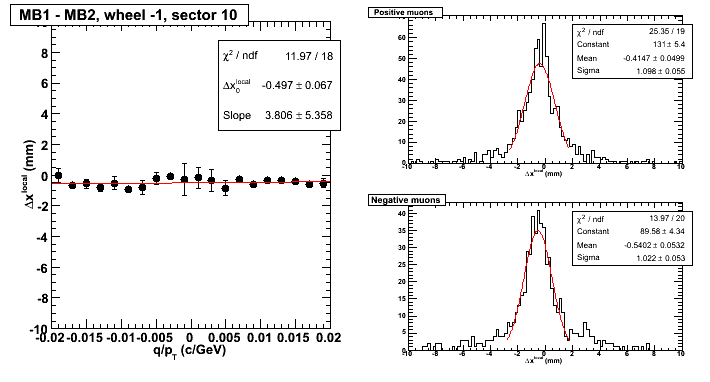 MB1 - MB2, wheel -1, sector 10
χ² / ndf 11.97 / 18
Δx₀^local -0.497 ± 0.067
Slope 3.806 ± 5.358
Δx^local (mm)
8
6
4
2
0
-2
-4
-6
-8
-10
-0.02 -0.015 -0.01 -0.005 0 0.005 0.01 0.015 0.02
q/p_T (c/GeV)
Positive muons
χ² / ndf 25.35 / 19
Constant 131 ± 5.4
Mean -0.4147 ± 0.0499
Sigma 1.098 ± 0.055
60
50
40
30
20
10
0
-10 -8 -6 -4 -2 0 2 4 6 8 10
Δx^local (mm)
Negative muons
χ² / ndf 13.97 / 20
Constant 89.58 ± 4.34
Mean -0.5402 ± 0.0532
Sigma 1.022 ± 0.053
40
35
30
25
20
15
10
5
0
-10 -8 -6 -4 -2 0 2 4 6 8 10
Δx^local (mm)